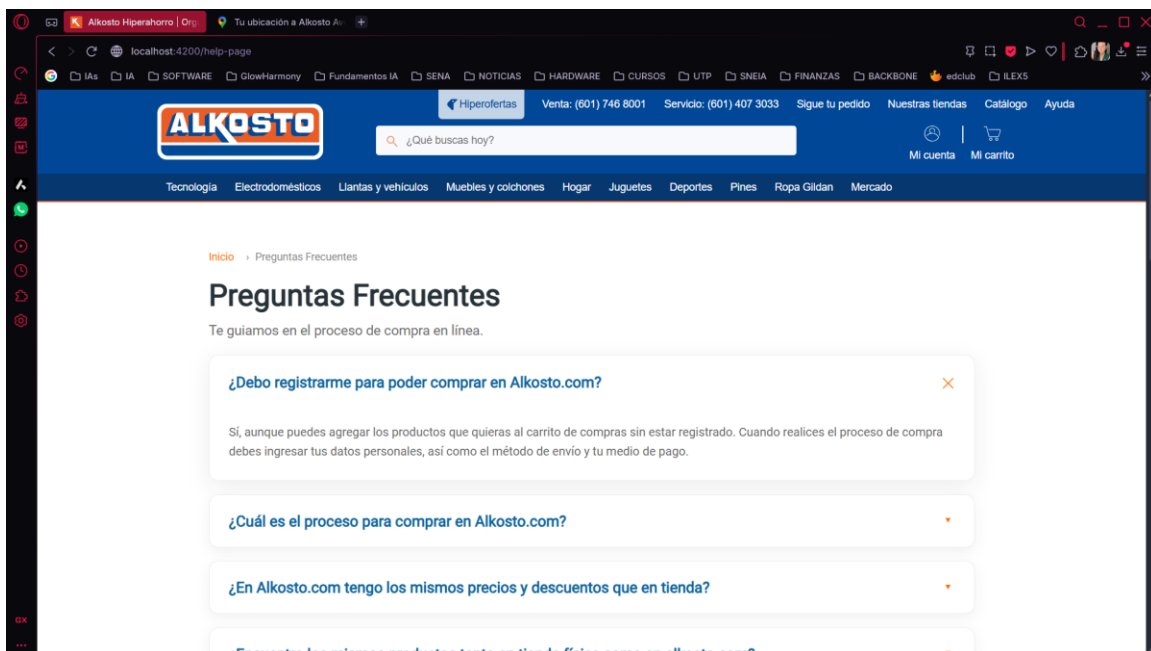 Alkosto Hiperahorro | Org
Tu ubicación a Alkosto Av
localhost:4200/help-page
IAs
IA
SOFTWARE
GlowHarmony
Fundamentos IA
SENA
NOTICIAS
HARDWARE
CURSOS
UTP
SNEIA
FINANZAS
BACKBONE
edclub
ILEX5
Hiperofertas
Venta: (601) 746 8001
Servicio: (601) 407 3033
Sigue tu pedido
Nuestras tiendas
Catálogo
Ayuda
ALKOSTO
¿Qué buscas hoy?
Mi cuenta
Mi carrito
Tecnología
Electrodomésticos
Llantas y vehículos
Muebles y colchones
Hogar
Juguetes
Deportes
Pines
Ropa Gildan
Mercado
Inicio › Preguntas Frecuentes
Preguntas Frecuentes
Te guiamos en el proceso de compra en línea.
¿Debo registrarme para poder comprar en Alkosto.com?
Sí, aunque puedes agregar los productos que quieras al carrito de compras sin estar registrado. Cuando realices el proceso de compra
debes ingresar tus datos personales, así como el método de envío y tu medio de pago.
¿Cuál es el proceso para comprar en Alkosto.com?
¿En Alkosto.com tengo los mismos precios y descuentos que en tienda?
GX